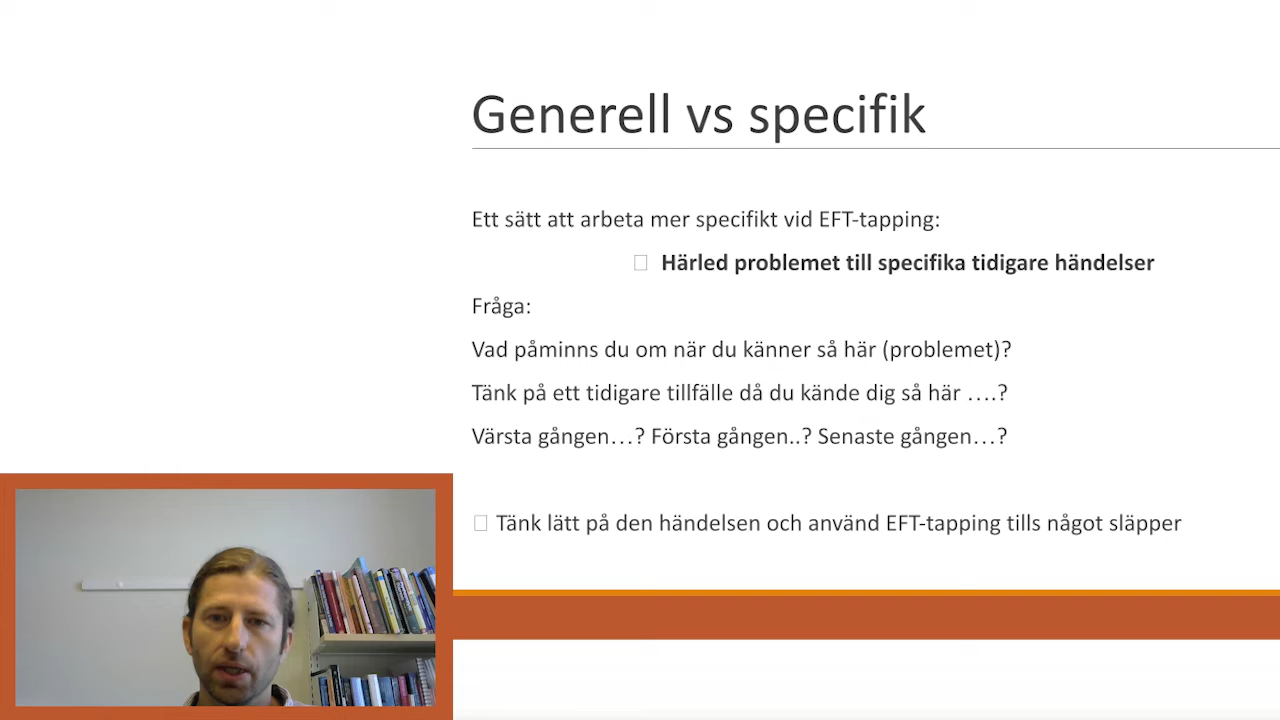 Generell vs specifik
Ett sätt att arbeta mer specifikt vid EFT-tapping:
Härled problemet till specifika tidigare händelser
Fråga:
Vad påminns du om när du känner så här (problemet)?
Tänk på ett tidigare tillfälle då du kände dig så här ….?
Värsta gången…? Första gången..? Senaste gången…?
Tänk lätt på den händelsen och använd EFT-tapping tills något släpper